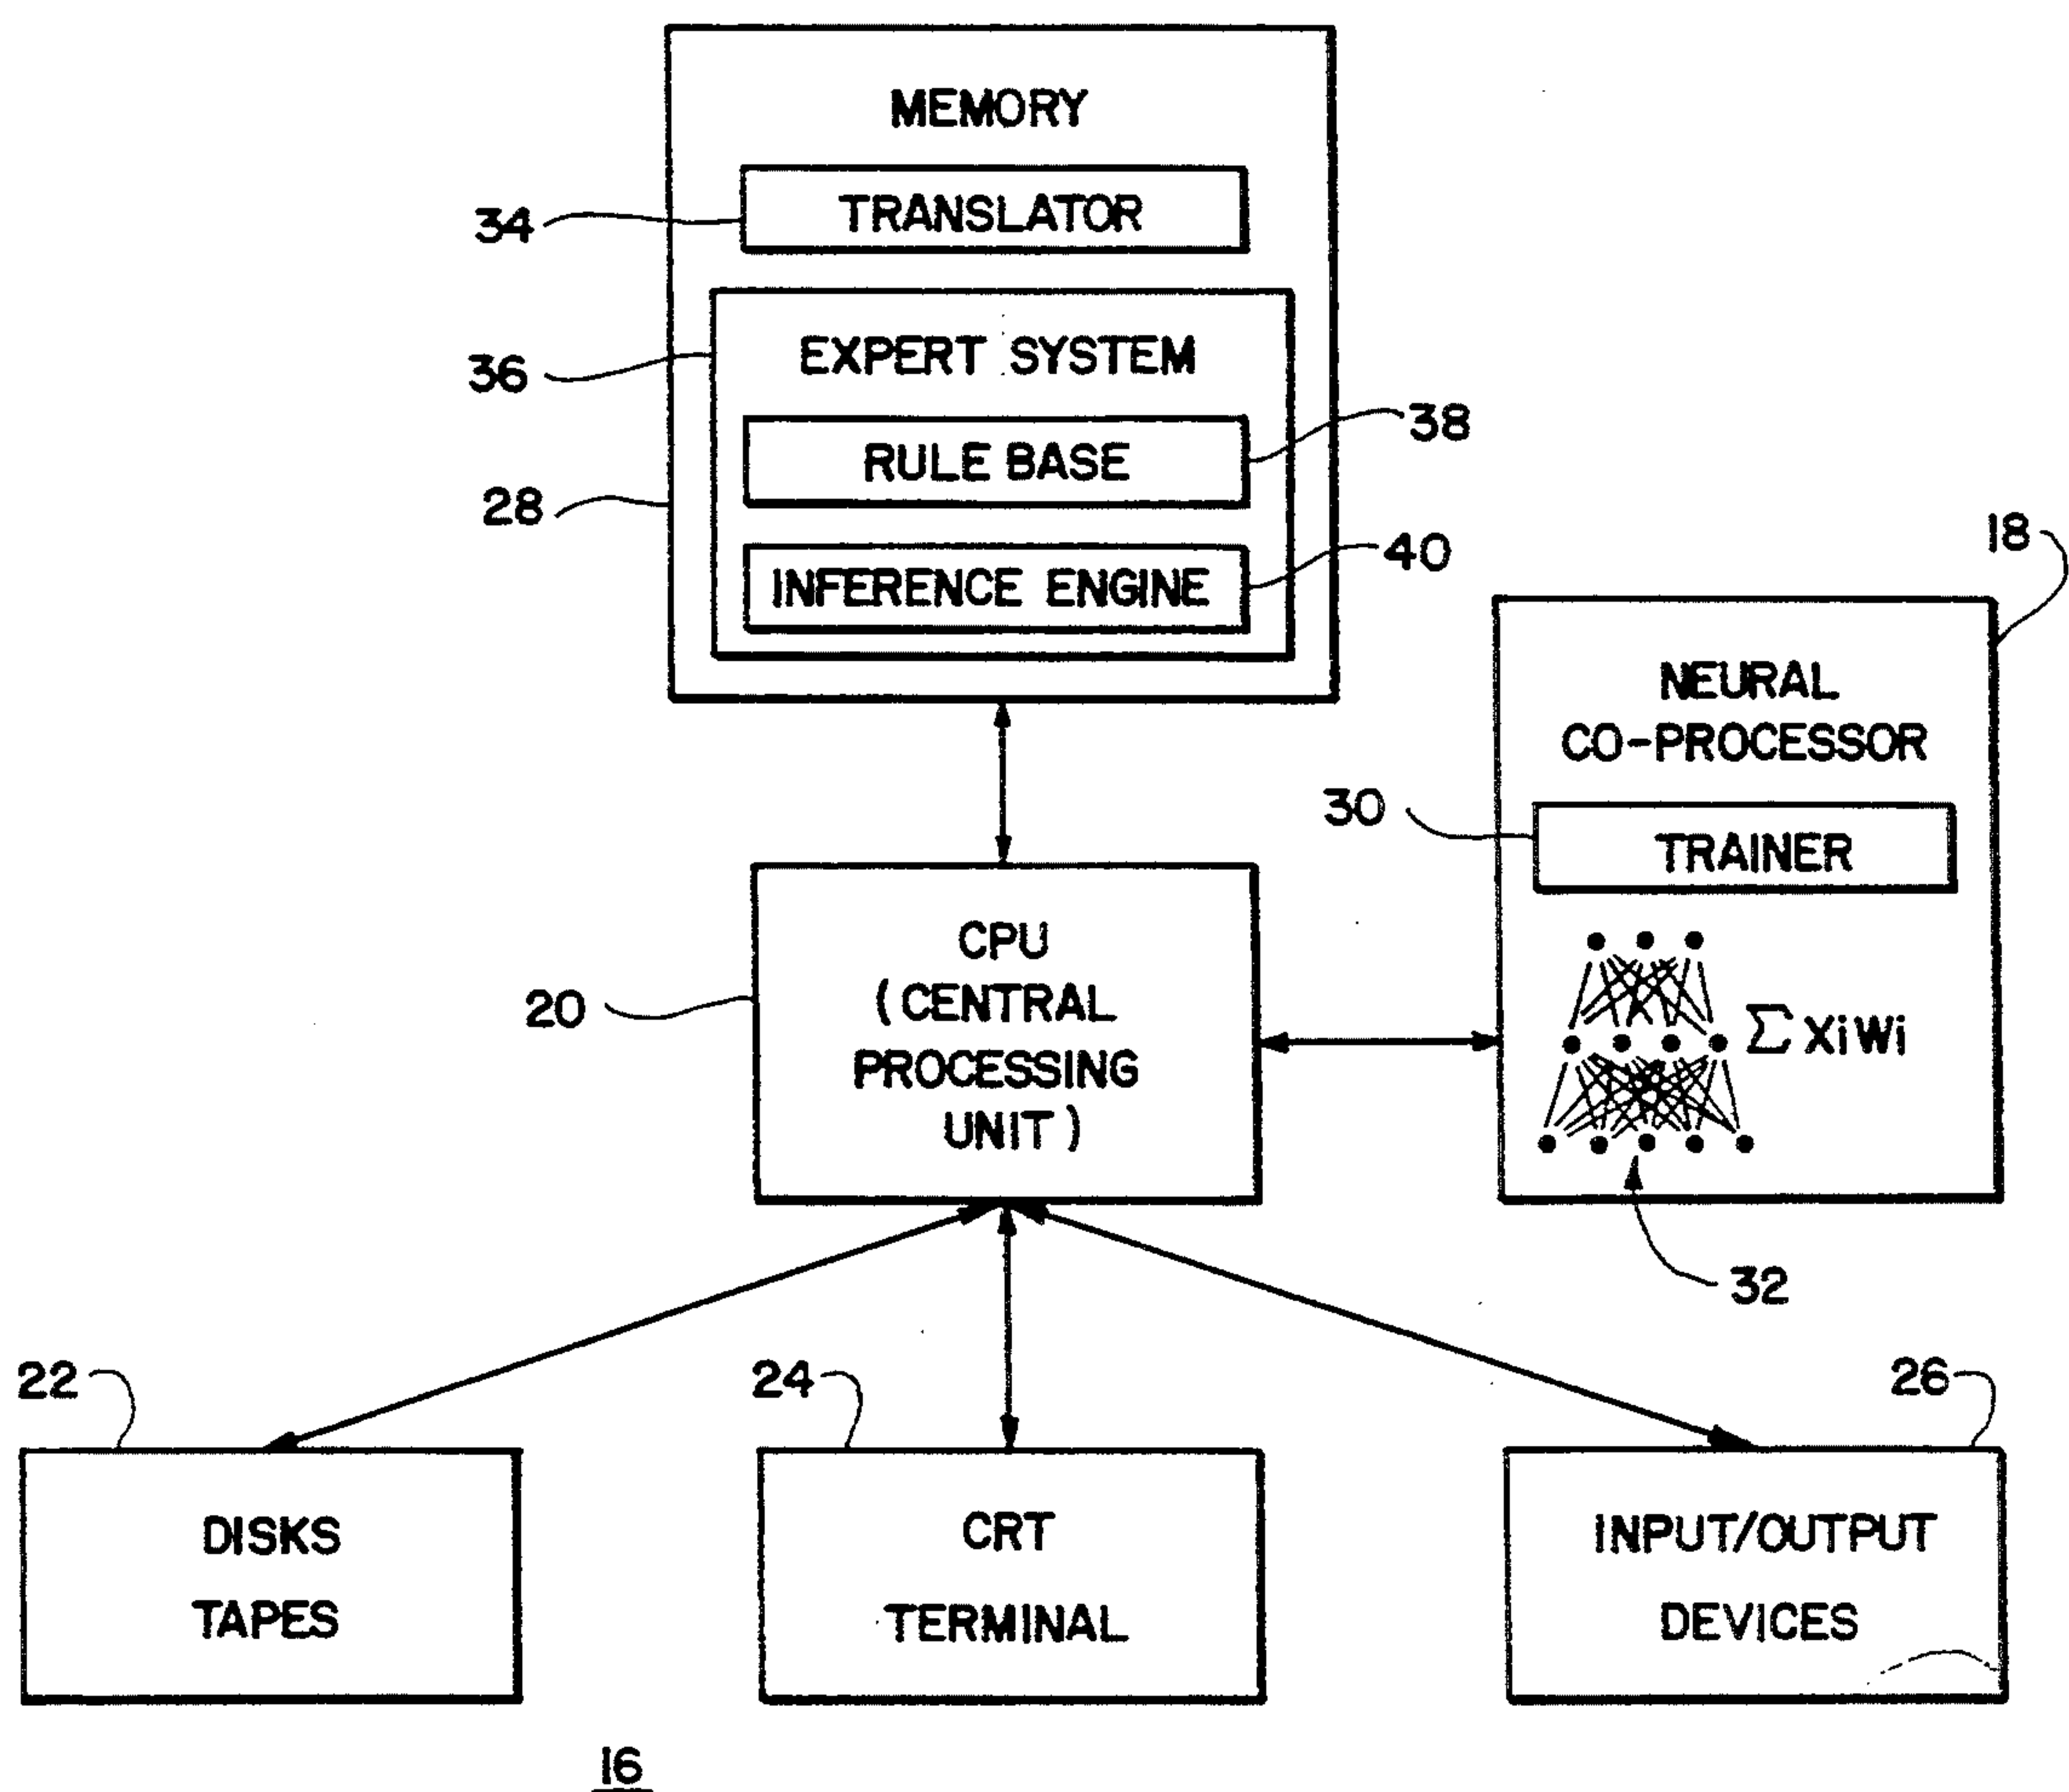 MEMORY
34
TRANSLATOR
36
EXPERT SYSTEM
38
RULE BASE
28
40
INFERENCE ENGINE
18
NEURAL
CO-PROCESSOR
30
TRAINER
20
CPU
(CENTRAL
PROCESSING
UNIT)
Σ XiWi
32
22
24
26
DISKS
TAPES
CRT
TERMINAL
INPUT/OUTPUT
DEVICES
16